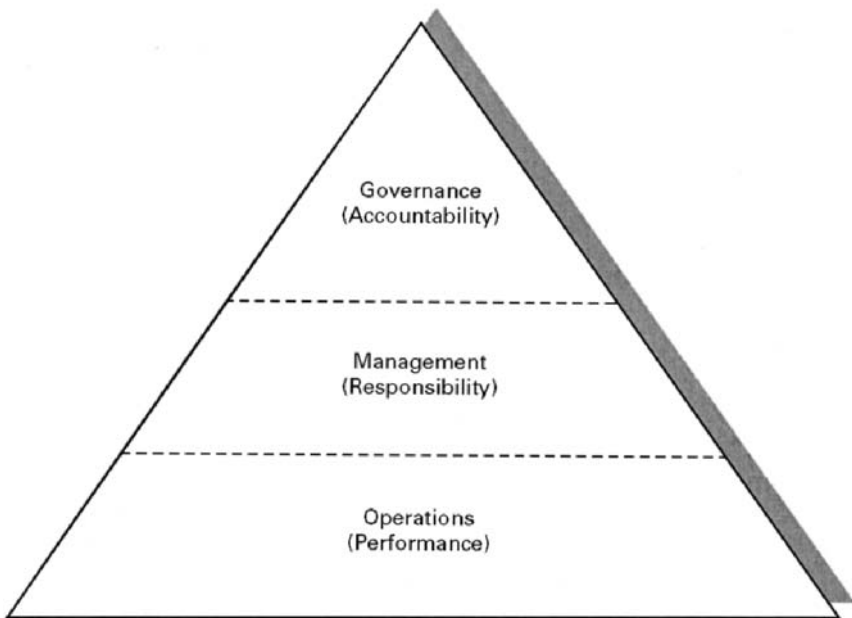 Governance
(Accountability)
Management
(Responsibility)
Operations
(Performance)